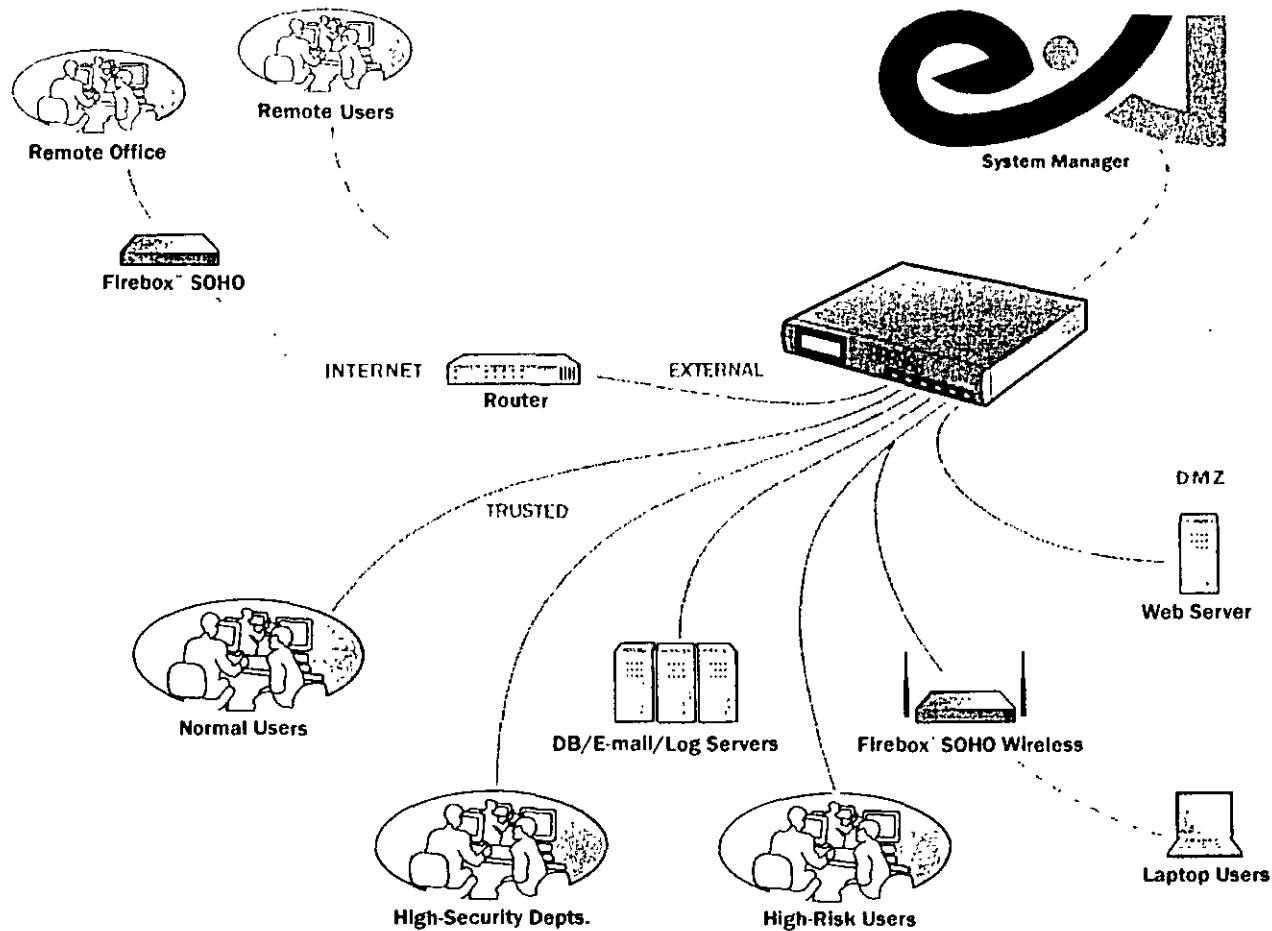 Remote Users
Remote Office
System Manager
Firebox™ SOHO
INTERNET
EXTERNAL
Router
TRUSTED
DMZ
Web Server
Normal Users
DB/E-mail/Log Servers
Firebox® SOHO Wireless
Laptop Users
High-Security Depts.
High-Risk Users